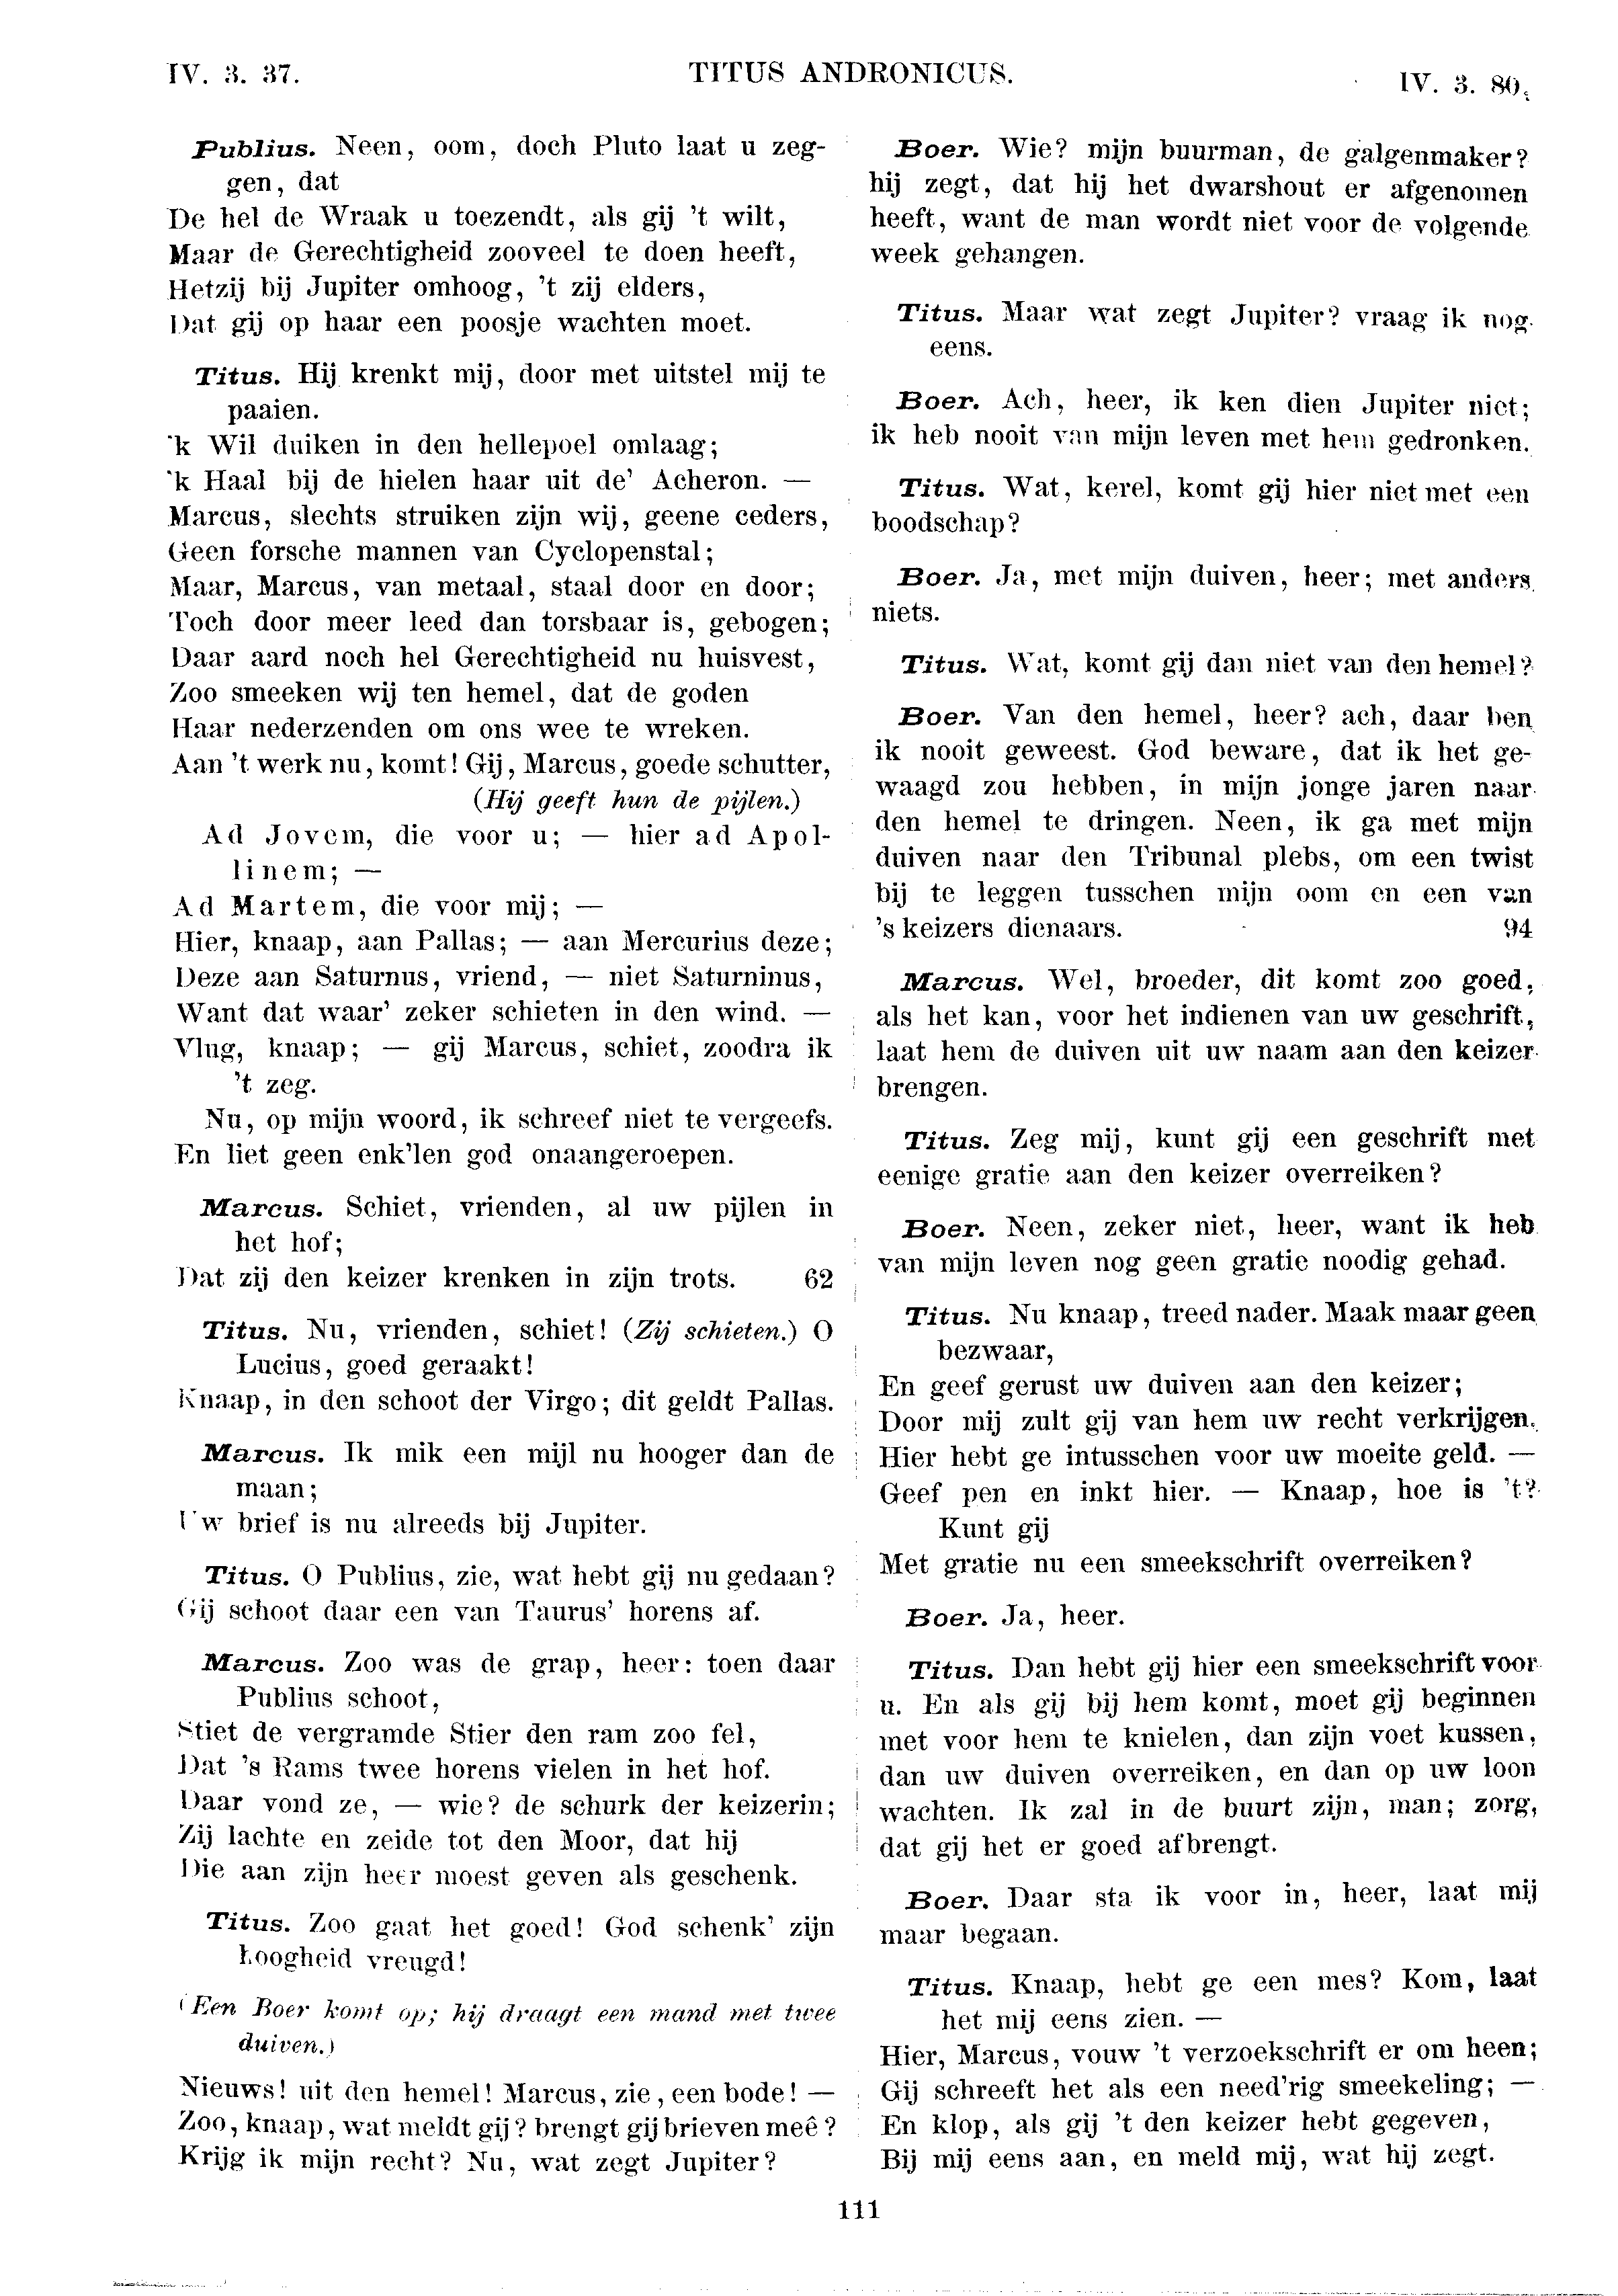 IV. 3. 37.
TITUS ANDRONICUS.
IV. 3. 80.
Publius. Neen, oom, doch Pluto laat u zeg-
gen, dat
De hel de Wraak u toezendt, als gij 't wilt,
Maar de Gerechtigheid zooveel te doen heeft,
Hetzij bij Jupiter omhoog, 't zij elders,
Dat gij op haar een poosje wachten moet.
Titus. Hij krenkt mij, door met uitstel mij te
paaien.
'k Wil duiken in den hellepoel omlaag;
'k Haal bij de hielen haar uit de' Acheron. —
Marcus, slechts struiken zijn wij, geene ceders,
Geen forsche mannen van Cyclopenstal;
Maar, Marcus, van metaal, staal door en door;
Toch door meer leed dan torsbaar is, gebogen;
Daar aard noch hel Gerechtigheid nu huisvest,
Zoo smeeken wij ten hemel, dat de goden
Haar nederzenden om ons wee te wreken.
Aan 't werk nu, komt! Gij, Marcus, goede schutter,
(Hij geeft hun de pijlen.)
Ad Jovem, die voor u; — hier ad Apol-
linem; —
Ad Martem, die voor mij; —
Hier, knaap, aan Pallas; — aan Mercurius deze;
Deze aan Saturnus, vriend, — niet Saturninus,
Want dat waar' zeker schieten in den wind. —
Vlug, knaap; — gij Marcus, schiet, zoodra ik
't zeg.
Nu, op mijn woord, ik schreef niet te vergeefs.
En liet geen enk'len god onaangeroepen.
Marcus. Schiet, vrienden, al uw pijlen in
het hof;
Dat zij den keizer krenken in zijn trots. 62
Titus. Nu, vrienden, schiet! (Zij schieten.) O
Lucius, goed geraakt!
Knaap, in den schoot der Virgo; dit geldt Pallas.
Marcus. Ik mik een mijl nu hooger dan de
maan;
Uw brief is nu alreeds bij Jupiter.
Titus. O Publius, zie, wat hebt gij nu gedaan?
Gij schoot daar een van Taurus' horens af.
Marcus. Zoo was de grap, heer: toen daar
Publius schoot,
Stiet de vergramde Stier den ram zoo fel,
Dat 's Rams twee horens vielen in het hof.
Daar vond ze, — wie? de schurk der keizerin;
Zij lachte en zeide tot den Moor, dat hij
Die aan zijn heer moest geven als geschenk.
Titus. Zoo gaat het goed! God schenk' zijn
hoogheid vreugd!
(Een Boer komt op; hij draagt een mand met twee
duiven.)
Nieuws! uit den hemel! Marcus, zie, een bode! —
Zoo, knaap, wat meldt gij? brengt gij brieven meê?
Krijg ik mijn recht? Nu, wat zegt Jupiter?
Boer. Wie? mijn buurman, de galgenmaker?
hij zegt, dat hij het dwarshout er afgenomen
heeft, want de man wordt niet voor de volgende
week gehangen.
Titus. Maar wat zegt Jupiter? vraag ik nog
eens.
Boer. Ach, heer, ik ken dien Jupiter niet;
ik heb nooit van mijn leven met hem gedronken.
Titus. Wat, kerel, komt gij hier niet met een
boodschap?
Boer. Ja, met mijn duiven, heer; met anders
niets.
Titus. Wat, komt gij dan niet van den hemel?
Boer. Van den hemel, heer? ach, daar ben
ik nooit geweest. God beware, dat ik het ge-
waagd zou hebben, in mijn jonge jaren naar
den hemel te dringen. Neen, ik ga met mijn
duiven naar den Tribunal plebs, om een twist
bij te leggen tusschen mijn oom en een van
's keizers dienaars. 94
Marcus. Wel, broeder, dit komt zoo goed,
als het kan, voor het indienen van uw geschrift,
laat hem de duiven uit uw naam aan den keizer
brengen.
Titus. Zeg mij, kunt gij een geschrift met
eenige gratie aan den keizer overreiken?
Boer. Neen, zeker niet, heer, want ik heb
van mijn leven nog geen gratie noodig gehad.
Titus. Nu knaap, treed nader. Maak maar geen
bezwaar,
En geef gerust uw duiven aan den keizer;
Door mij zult gij van hem uw recht verkrijgen.
Hier hebt ge intusschen voor uw moeite geld. —
Geef pen en inkt hier. — Knaap, hoe is 't?
Kunt gij
Met gratie nu een smeekschrift overreiken?
Boer. Ja, heer.
Titus. Dan hebt gij hier een smeekschrift voor
u. En als gij bij hem komt, moet gij beginnen
met voor hem te knielen, dan zijn voet kussen,
dan uw duiven overreiken, en dan op uw loon
wachten. Ik zal in de buurt zijn, man; zorg,
dat gij het er goed afbrengt.
Boer. Daar sta ik voor in, heer, laat mij
maar begaan.
Titus. Knaap, hebt ge een mes? Kom, laat
het mij eens zien. —
Hier, Marcus, vouw 't verzoekschrift er om heen;
Gij schreeft het als een need'rig smeekeling; —
En klop, als gij 't den keizer hebt gegeven,
Bij mij eens aan, en meld mij, wat hij zegt.
111